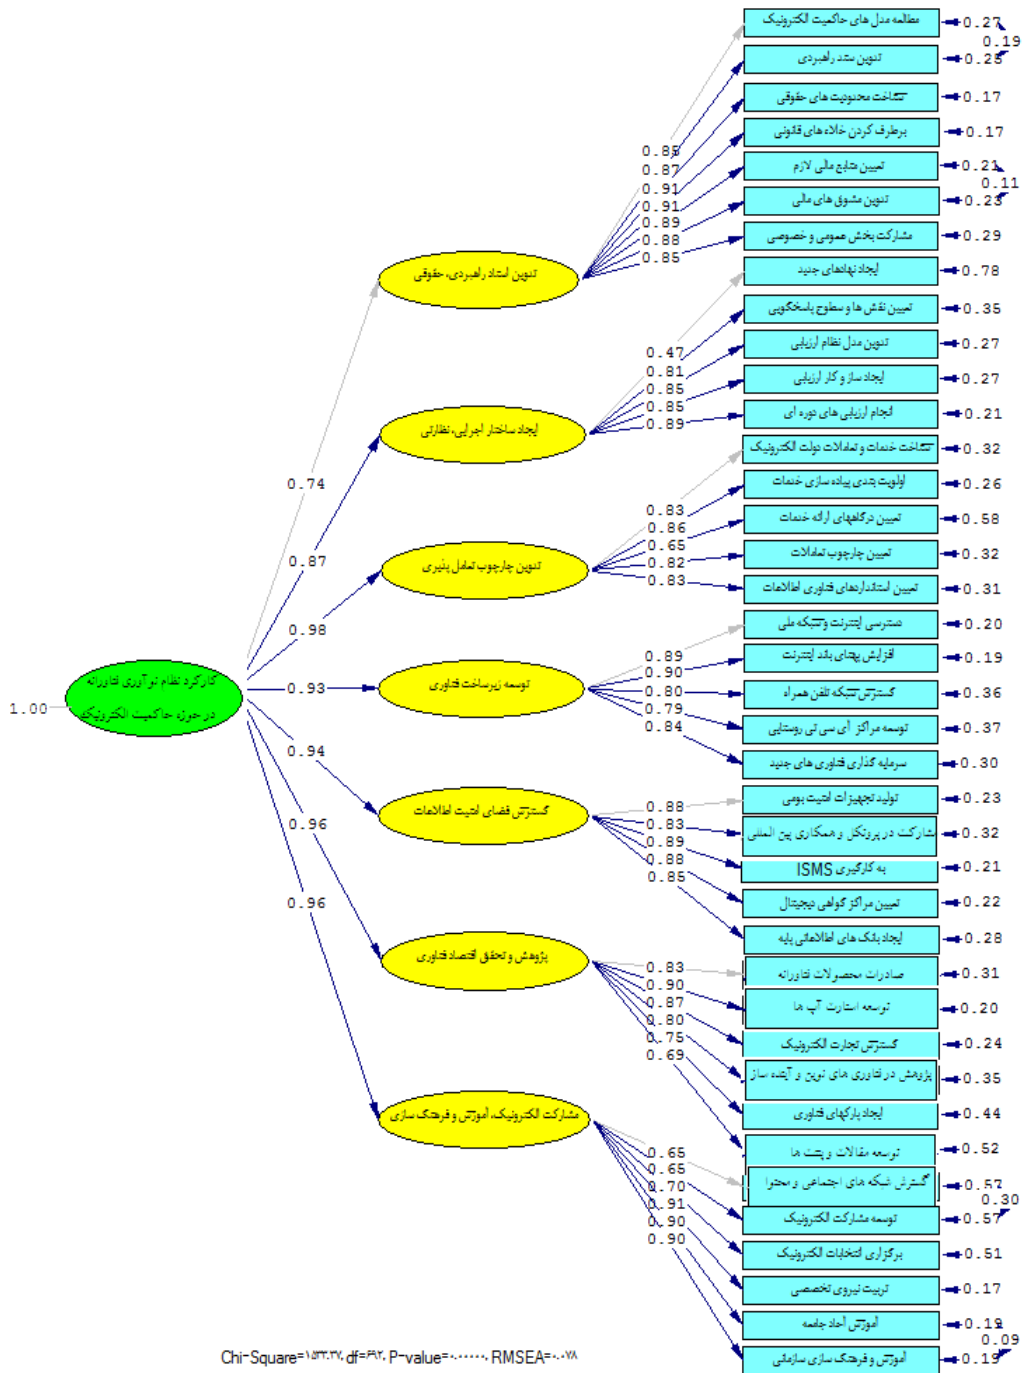 مطالعه مدل های حاکمیت الکترونیک
0.27
0.19
تدوین سند راهبردی
0.25
شناخت محدودیت های حقوقی
0.17
برطرف کردن خلاءهای قانونی
0.17
تعیین منابع مالی لازم
0.21
0.11
تدوین مشوق های مالی
0.23
مشارکت بخش عمومی و خصوصی
0.29
0.85
0.87
0.91
0.91
0.89
0.88
0.85
تدوین اسناد راهبردی، حقوقی
ایجاد نهادهای جدید
0.78
تعیین نقش ها و سطوح پاسخگویی
0.35
تدوین مدل نظام ارزیابی
0.27
ایجاد ساز و کار ارزیابی
0.27
انجام ارزیابی های دوره ای
0.21
0.47
0.81
0.85
0.85
0.89
ایجاد ساختار اجرایی، نظارتی
شناخت خدمات و تعاملات دولت الکترونیک
0.32
اولویت بندی پیاده سازی خدمات
0.26
تعیین درگاههای ارائه خدمات
0.58
تعیین چارچوب تعاملات
0.32
تعیین استانداردهای فناوری اطلاعات
0.31
0.83
0.86
0.65
0.82
0.83
تدوین چارچوب تعامل پذیری
دسترسی اینترنت و شبکه ملی
0.20
افزایش پهنای باند اینترنت
0.19
گسترش شبکه تلفن همراه
0.36
توسعه مراکز آی سی تی روستایی
0.37
سرمایه گذاری فناوری های جدید
0.30
0.89
0.90
0.80
0.79
0.84
توسعه زیرساخت فناوری
0.74
0.87
0.98
0.93
0.94
0.96
0.96
کارکرد نظام نوآوری فناورانه
در حوزه حاکمیت الکترونیک
1.00
تولید تجهیزات امنیت بومی
0.23
مشارکت در پروتکل و همکاری بین المللی
0.32
به کارگیری ISMS
0.21
تعیین مراکز گواهی دیجیتال
0.22
ایجاد بانک های اطلاعاتی پایه
0.28
0.88
0.83
0.89
0.88
0.85
گسترش فضای امنیت اطلاعات
صادرات محصولات فناورانه
0.31
توسعه استارت آپ ها
0.20
گسترش تجارت الکترونیک
0.24
پژوهش در فناوری های نوین و آینده ساز
0.35
ایجاد پارکهای فناوری
0.44
توسعه مقالات و پتنت ها
0.52
0.83
0.90
0.87
0.80
0.75
0.69
پژوهش و تحقق اقتصاد فناوری
گسترش شبکه های اجتماعی و محتوا
0.57
0.30
توسعه مشارکت الکترونیک
0.57
برگزاری انتخابات الکترونیک
0.51
تربیت نیروی تخصصی
0.17
آموزش آحاد جامعه
0.19
0.09
آموزش و فرهنگ سازی سازمانی
0.19
0.65
0.65
0.70
0.91
0.90
0.90
مشارکت الکترونیک، آموزش و فرهنگ سازی
Chi-Square=۱۵۳۳.۳۷, df=۶۹۲, P-value=۰.۰۰۰۰۰, RMSEA=۰.۰۷۸